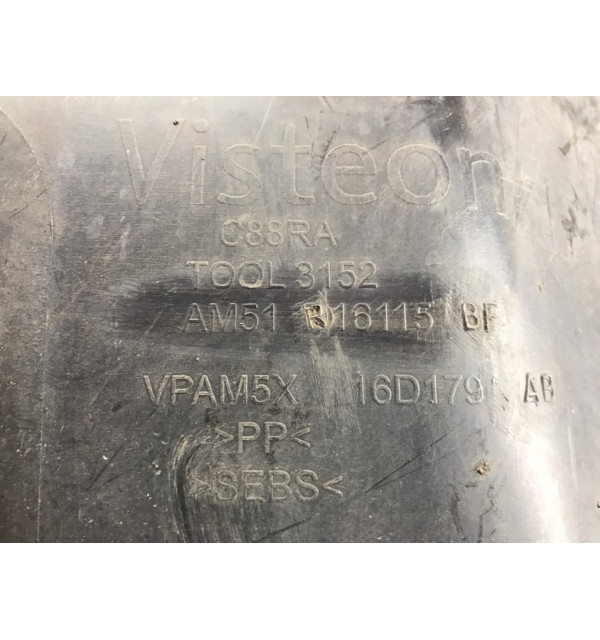 Visteon
C88RA
TOOL 3152
AM51 R16115 BF
VPAM5X 16D179 AB
>PP<
>SEBS<